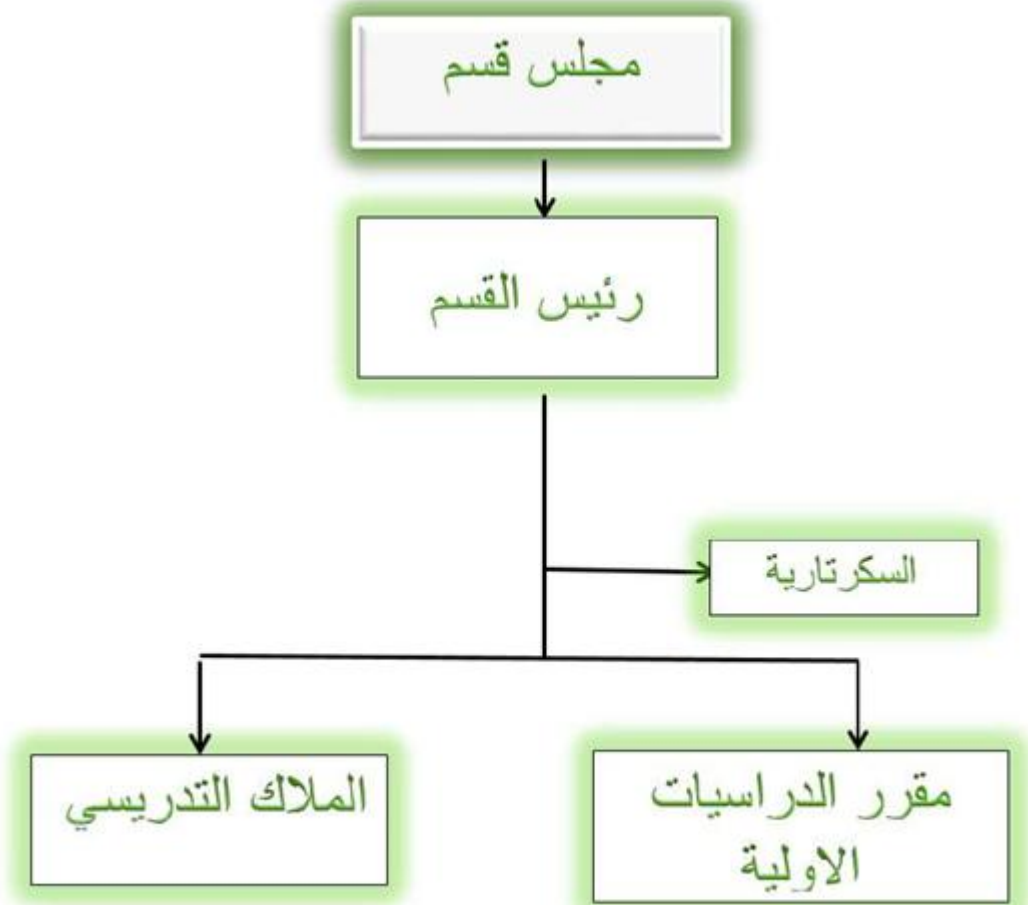 مجلس قسم
رئيس القسم
السكرتارية
مقرر الدراسيات
الاولية
الملاك التدريسي